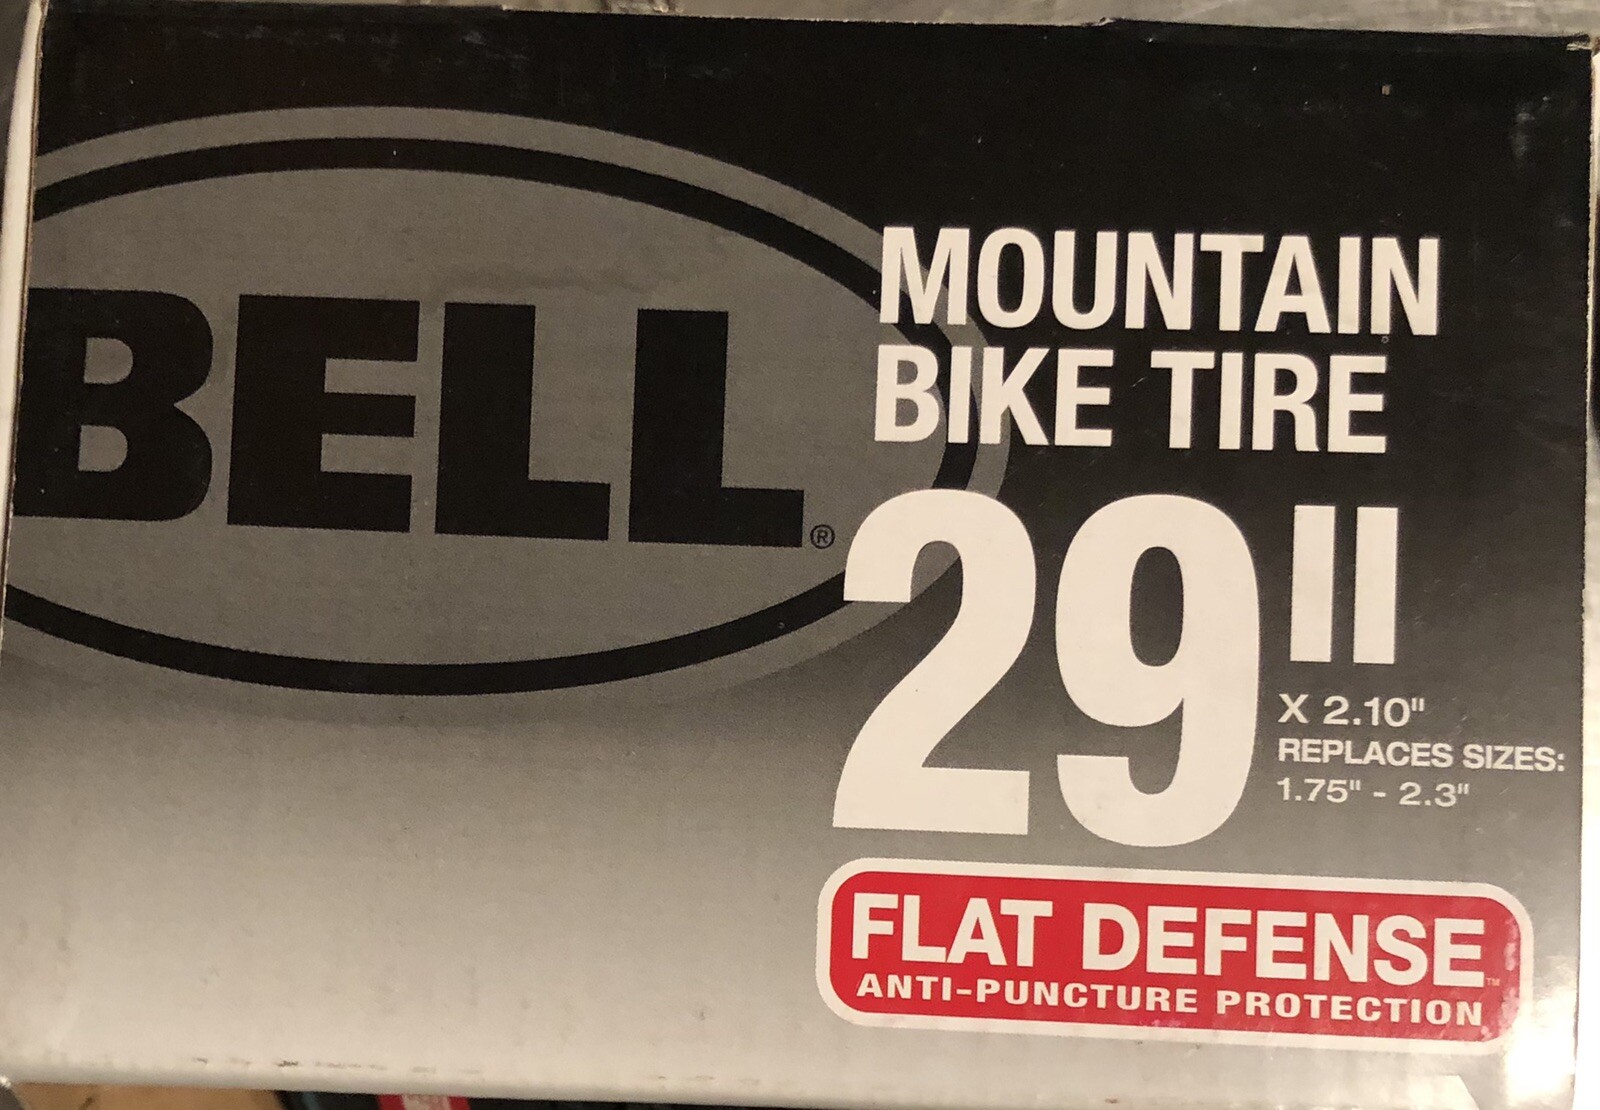 BELL®
MOUNTAIN
BIKE TIRE
29"
X 2.10"
REPLACES SIZES:
1.75" - 2.3"
FLAT DEFENSE™
ANTI-PUNCTURE PROTECTION